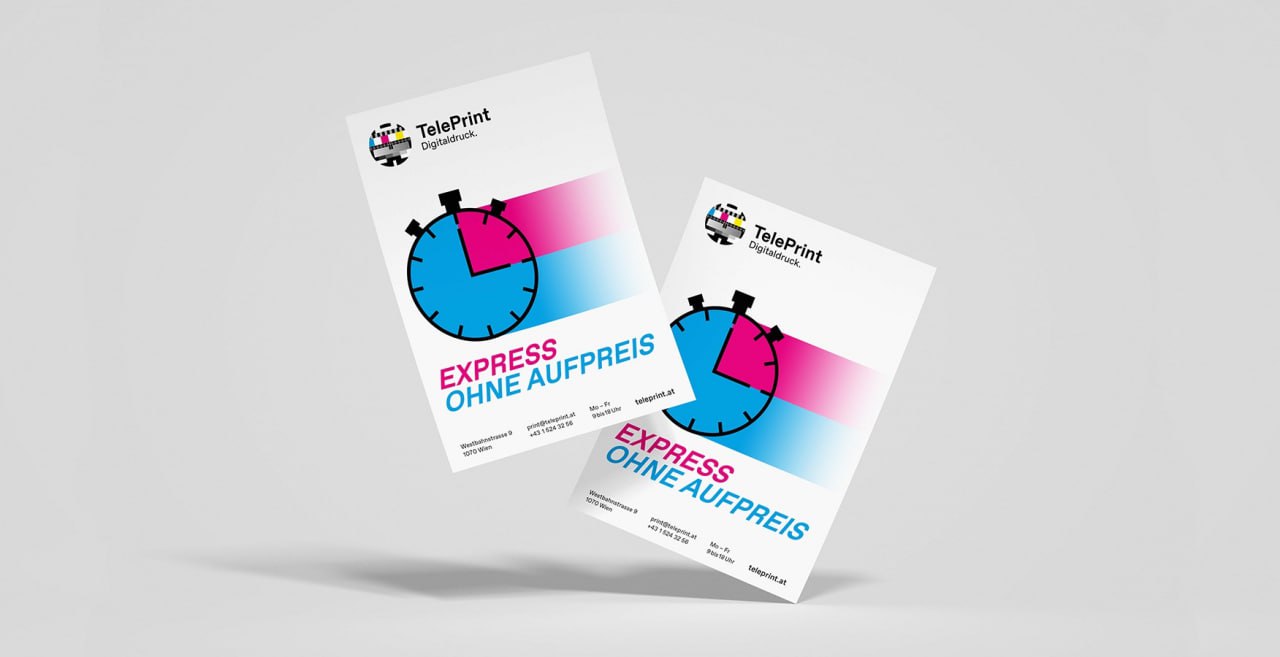 TelePrint
Digitaldruck.
EXPRESS
OHNE AUFPREIS
Westbahnstrasse 9
1070 Wien
print@teleprint.at
+43 1 524 32 56
Mo – Fr
9 bis 18 Uhr
teleprint.at
TelePrint
Digitaldruck.
EXPRESS
OHNE AUFPREIS
Westbahnstrasse 9
1070 Wien
print@teleprint.at
+43 1 524 32 56
Mo – Fr
9 bis 18 Uhr
teleprint.at